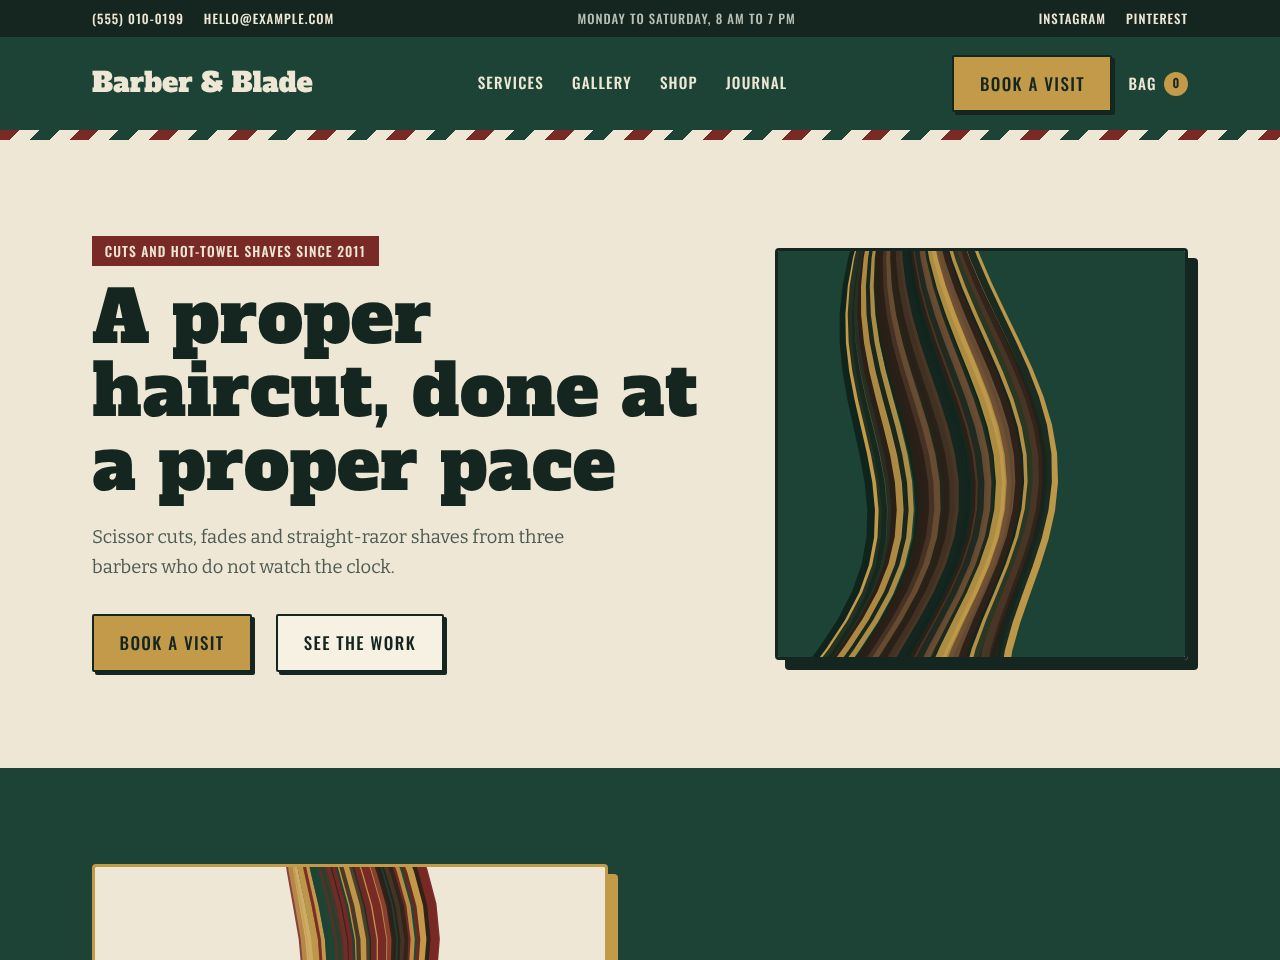 (555) 010-0199 HELLO@EXAMPLE.COM MONDAY TO SATURDAY, 8 AM TO 7 PM INSTAGRAM PINTEREST
Barber & Blade SERVICES GALLERY SHOP JOURNAL BOOK A VISIT BAG 0
CUTS AND HOT-TOWEL SHAVES SINCE 2011
A proper
haircut, done at
a proper pace
Scissor cuts, fades and straight-razor shaves from three
barbers who do not watch the clock.
BOOK A VISIT SEE THE WORK